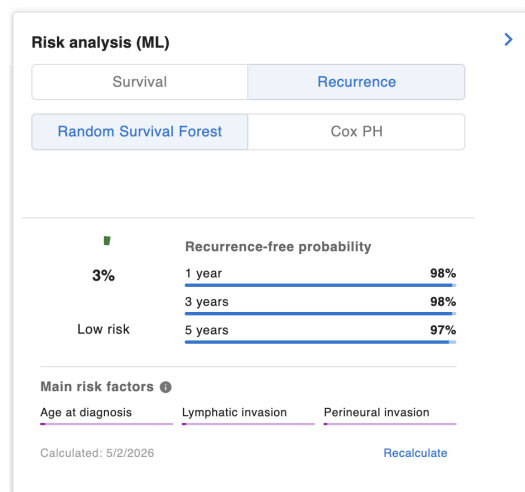 Risk analysis (ML)
Survival Recurrence
Random Survival Forest Cox PH
Recurrence-free probability
3%
1 year 98%
3 years 98%
Low risk
5 years 97%
Main risk factors
Age at diagnosis Lymphatic invasion Perineural invasion
Calculated: 5/2/2026 Recalculate